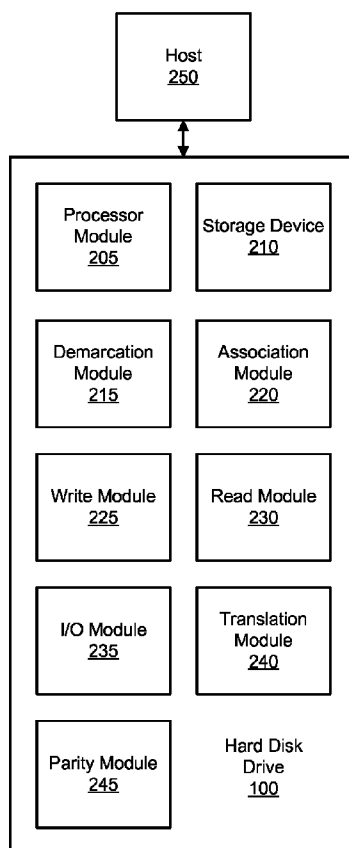 Host
250
Processor
Module
205
Storage Device
210
Demarcation
Module
215
Association
Module
220
Write Module
225
Read Module
230
I/O Module
235
Translation
Module
240
Parity Module
245
Hard Disk
Drive
100